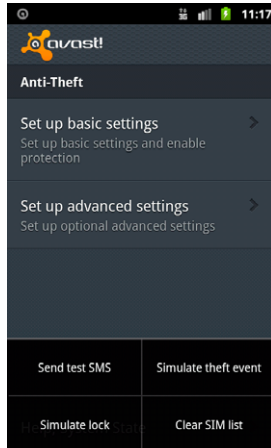 11:17
avast!
Anti-Theft
Set up basic settings
Set up basic settings and enable
protection
Set up advanced settings
Set up optional advanced settings
Send test SMS
Simulate theft event
Simulate lock
Clear SIM list